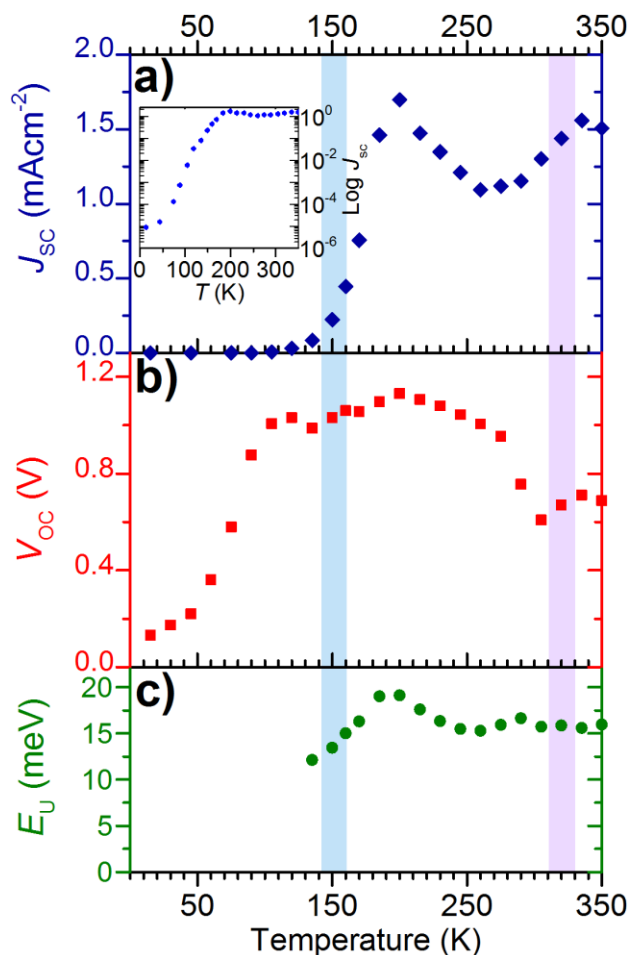 50 150 250 350
a)
2.0
1.5
1.0
0.5
0.0
J_SC (mAcm⁻²)
10⁰
10⁻²
10⁻⁴
10⁻⁶
Log J_sc
0 100 200 300
T (K)
b)
1.2
0.8
0.4
0.0
V_OC (V)
c)
20
15
10
5
0
E_U (meV)
50 150 250 350
Temperature (K)